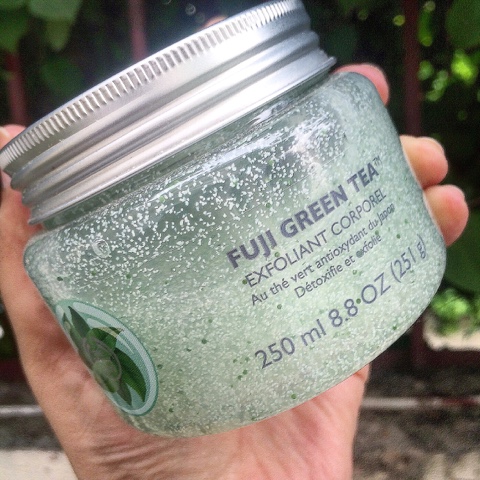 FUJI GREEN TEA™
EXFOLIANT CORPOREL
Au thé vert antioxydant du Japon
Détoxifie et exfolie
250 ml 8.8 OZ (251 g)